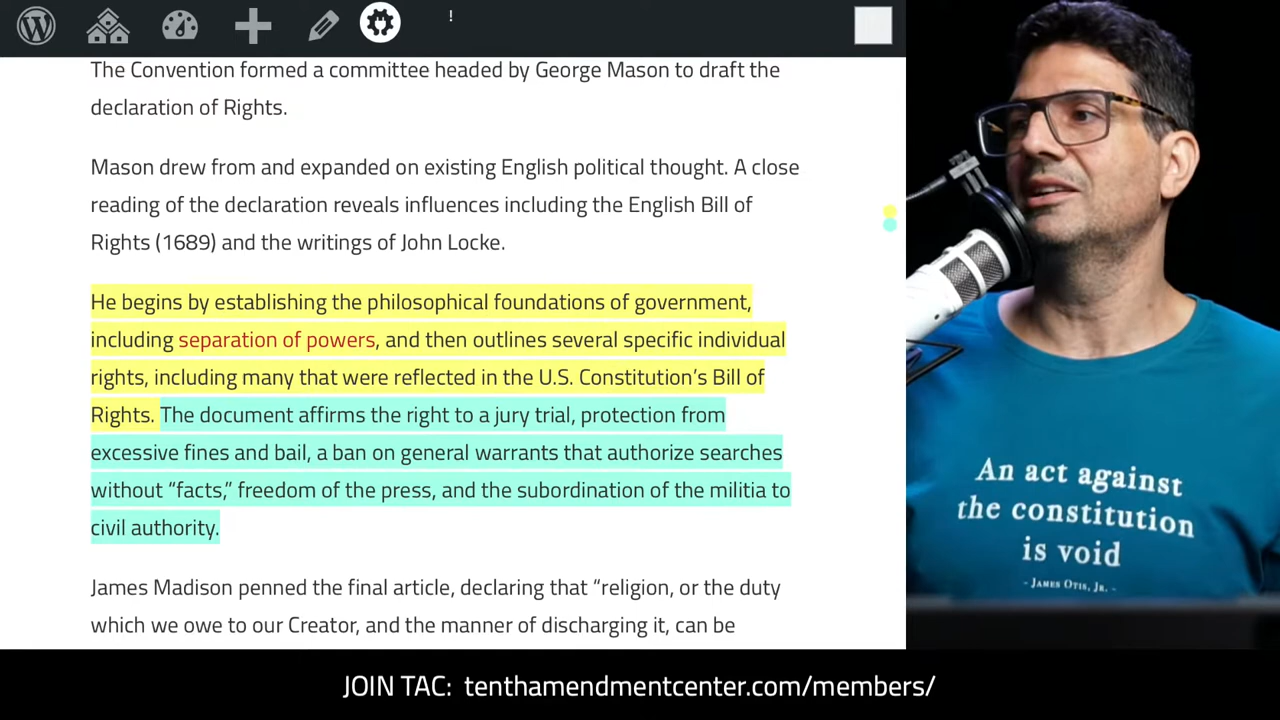 !
The Convention formed a committee headed by George Mason to draft the
declaration of Rights.
Mason drew from and expanded on existing English political thought. A close
reading of the declaration reveals influences including the English Bill of
Rights (1689) and the writings of John Locke.
He begins by establishing the philosophical foundations of government,
including separation of powers, and then outlines several specific individual
rights, including many that were reflected in the U.S. Constitution’s Bill of
Rights. The document affirms the right to a jury trial, protection from
excessive fines and bail, a ban on general warrants that authorize searches
without “facts,” freedom of the press, and the subordination of the militia to
civil authority.
James Madison penned the final article, declaring that “religion, or the duty
which we owe to our Creator, and the manner of discharging it, can be
An act against
the constitution
is void
- James Otis, Jr. -
JOIN TAC: tenthamendmentcenter.com/members/